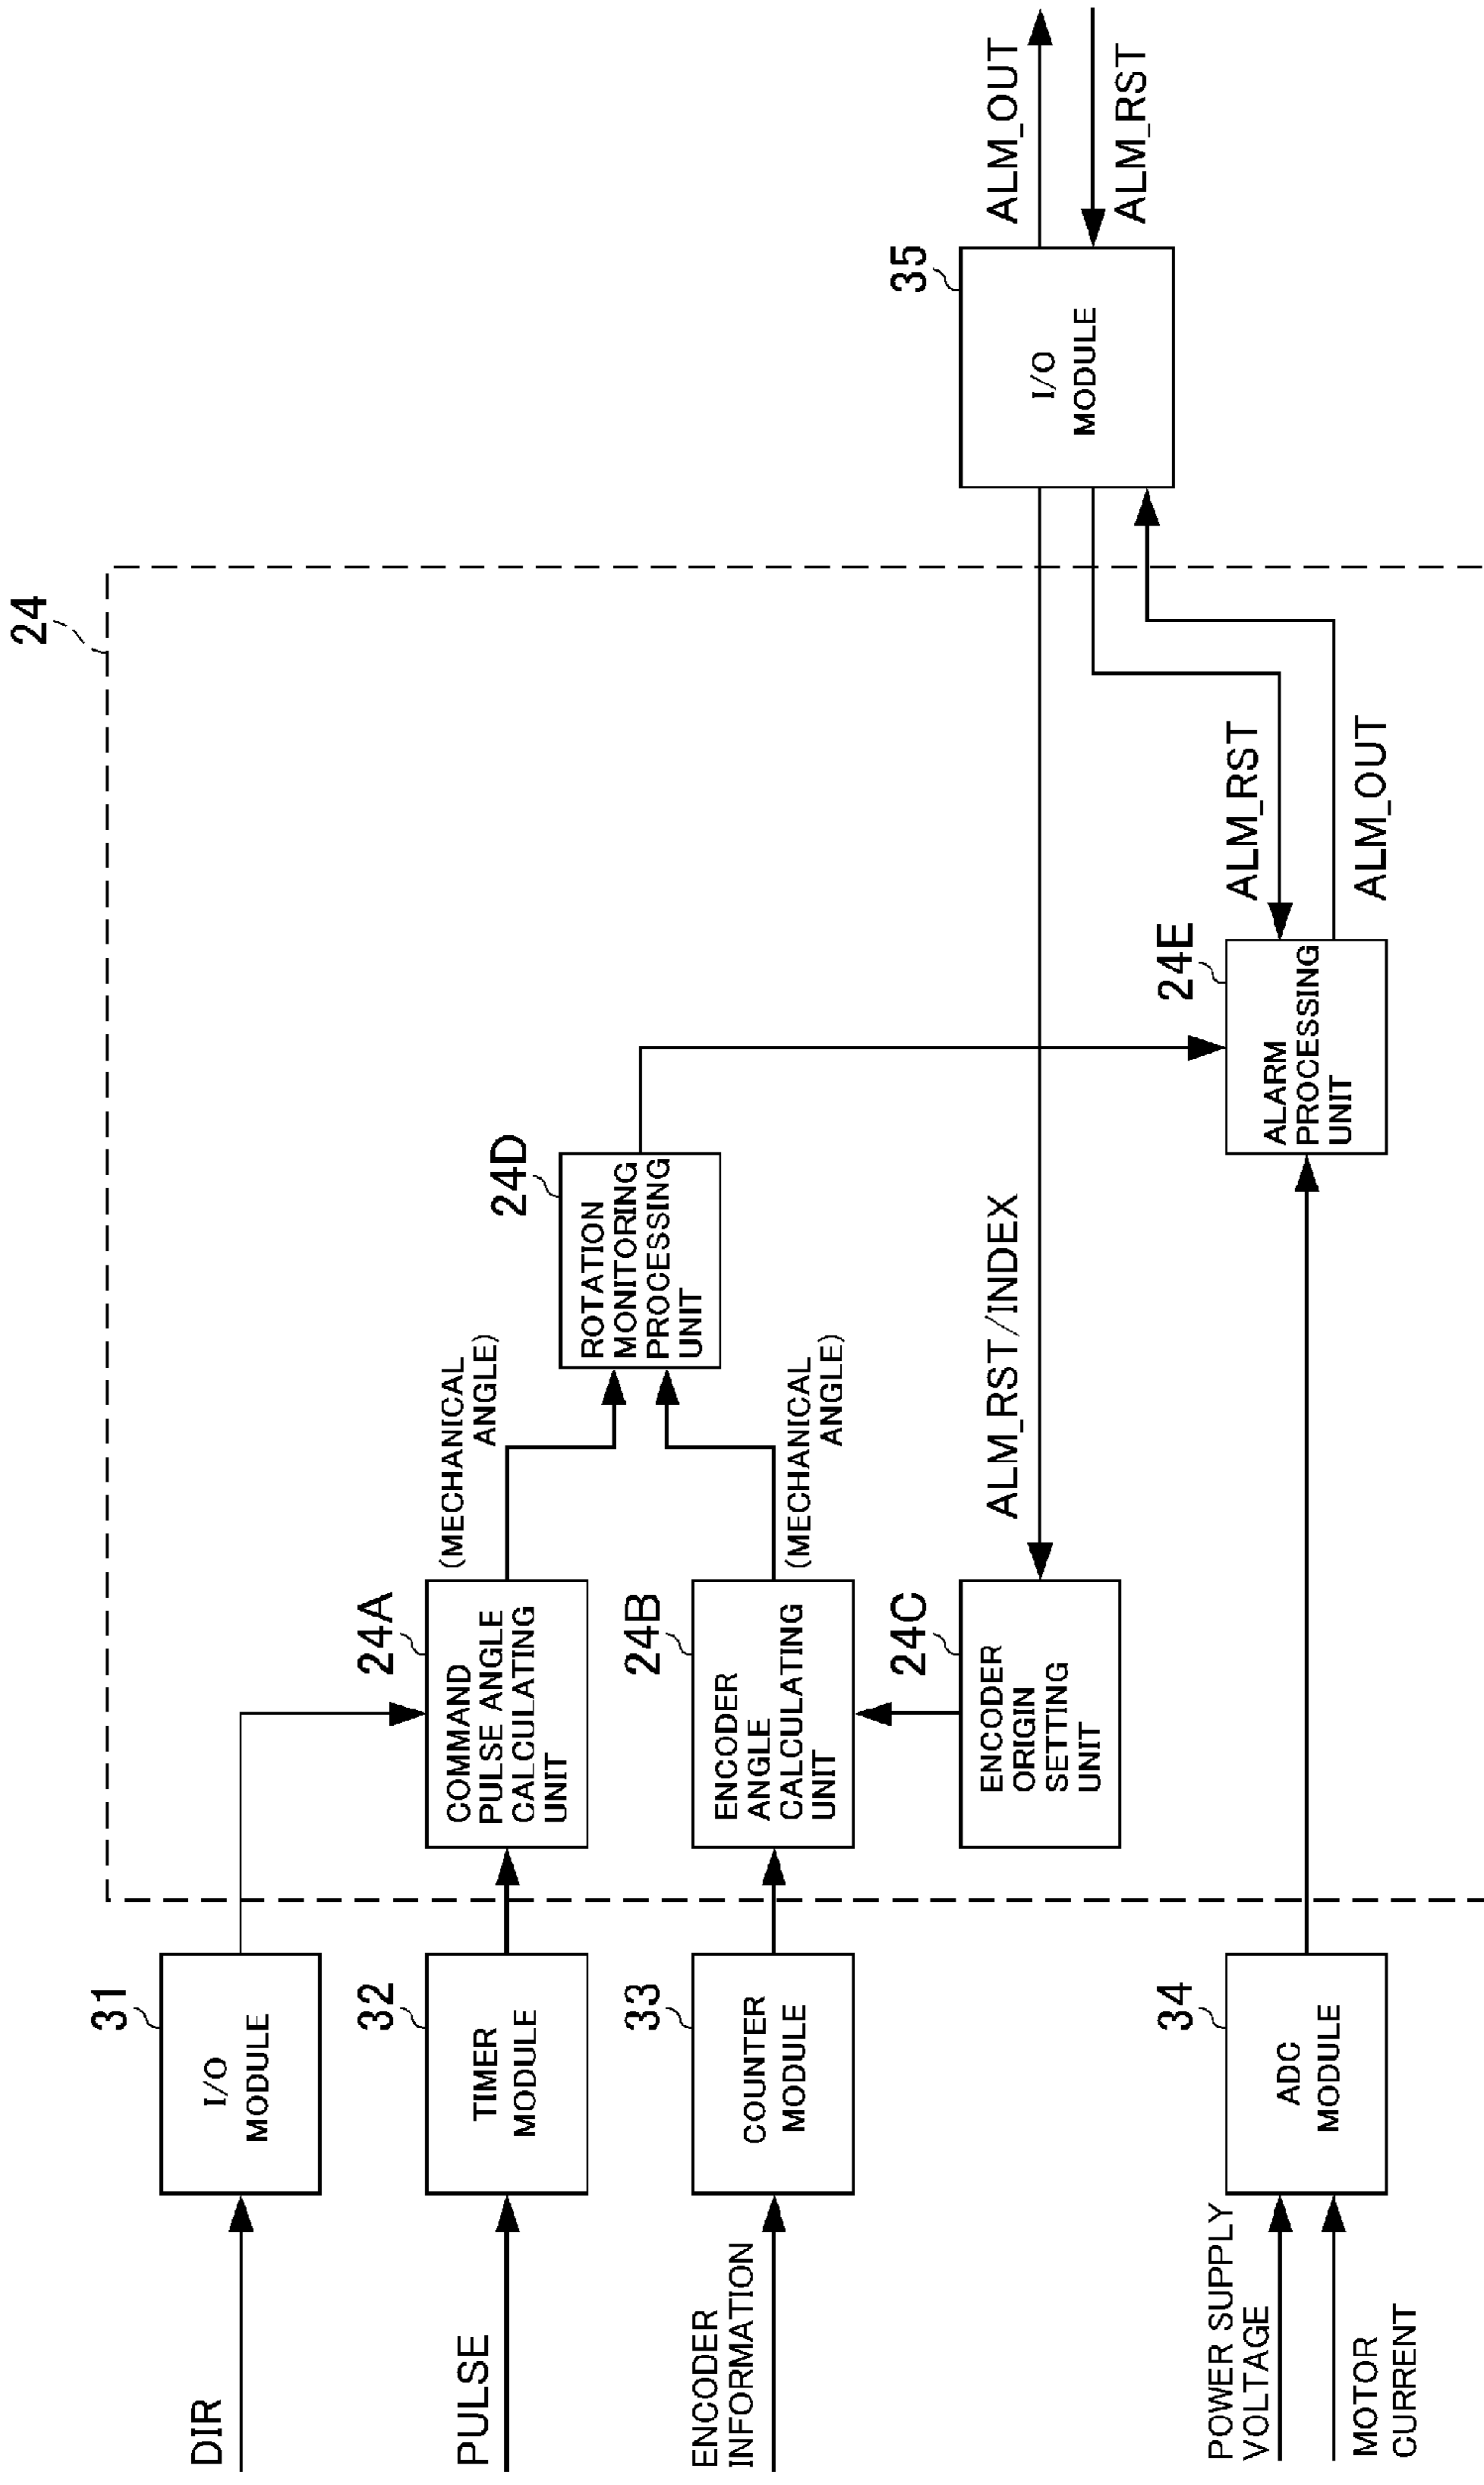 24
31
I/O
MODULE
DIR
32
TIMER
MODULE
PULSE
33
COUNTER
MODULE
ENCODER
INFORMATION
34
ADC
MODULE
POWER SUPPLY
VOLTAGE
MOTOR
CURRENT
24A
COMMAND
PULSE ANGLE
CALCULATING
UNIT
(MECHANICAL
ANGLE)
24B
ENCODER
ANGLE
CALCULATING
UNIT
(MECHANICAL
ANGLE)
24C
ENCODER
ORIGIN
SETTING
UNIT
ALM_RST/INDEX
24D
ROTATION
MONITORING
PROCESSING
UNIT
24E
ALARM
PROCESSING
UNIT
ALM_RST
ALM_OUT
35
I/O
MODULE
ALM_OUT
ALM_RST